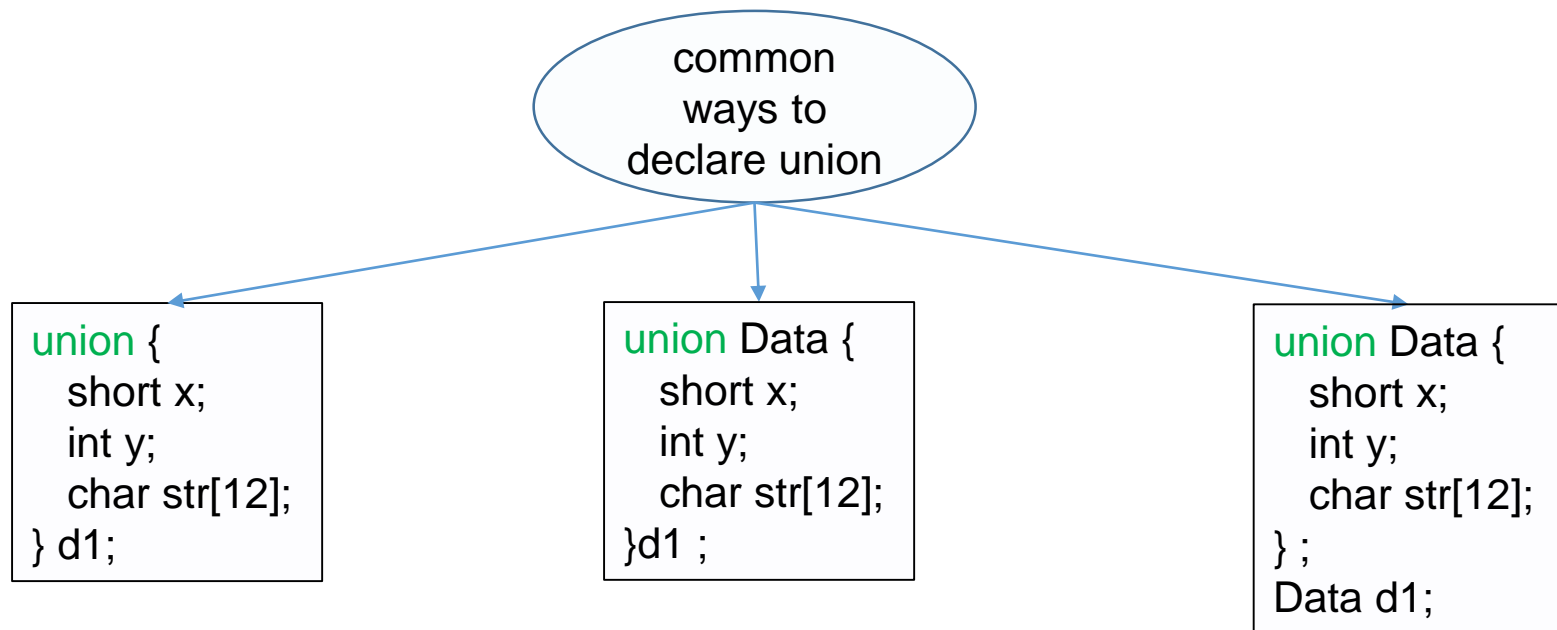 common
ways to
declare union
union {
short x;
int y;
char str[12];
} d1;
union Data {
short x;
int y;
char str[12];
}d1 ;
union Data {
short x;
int y;
char str[12];
} ;
Data d1;